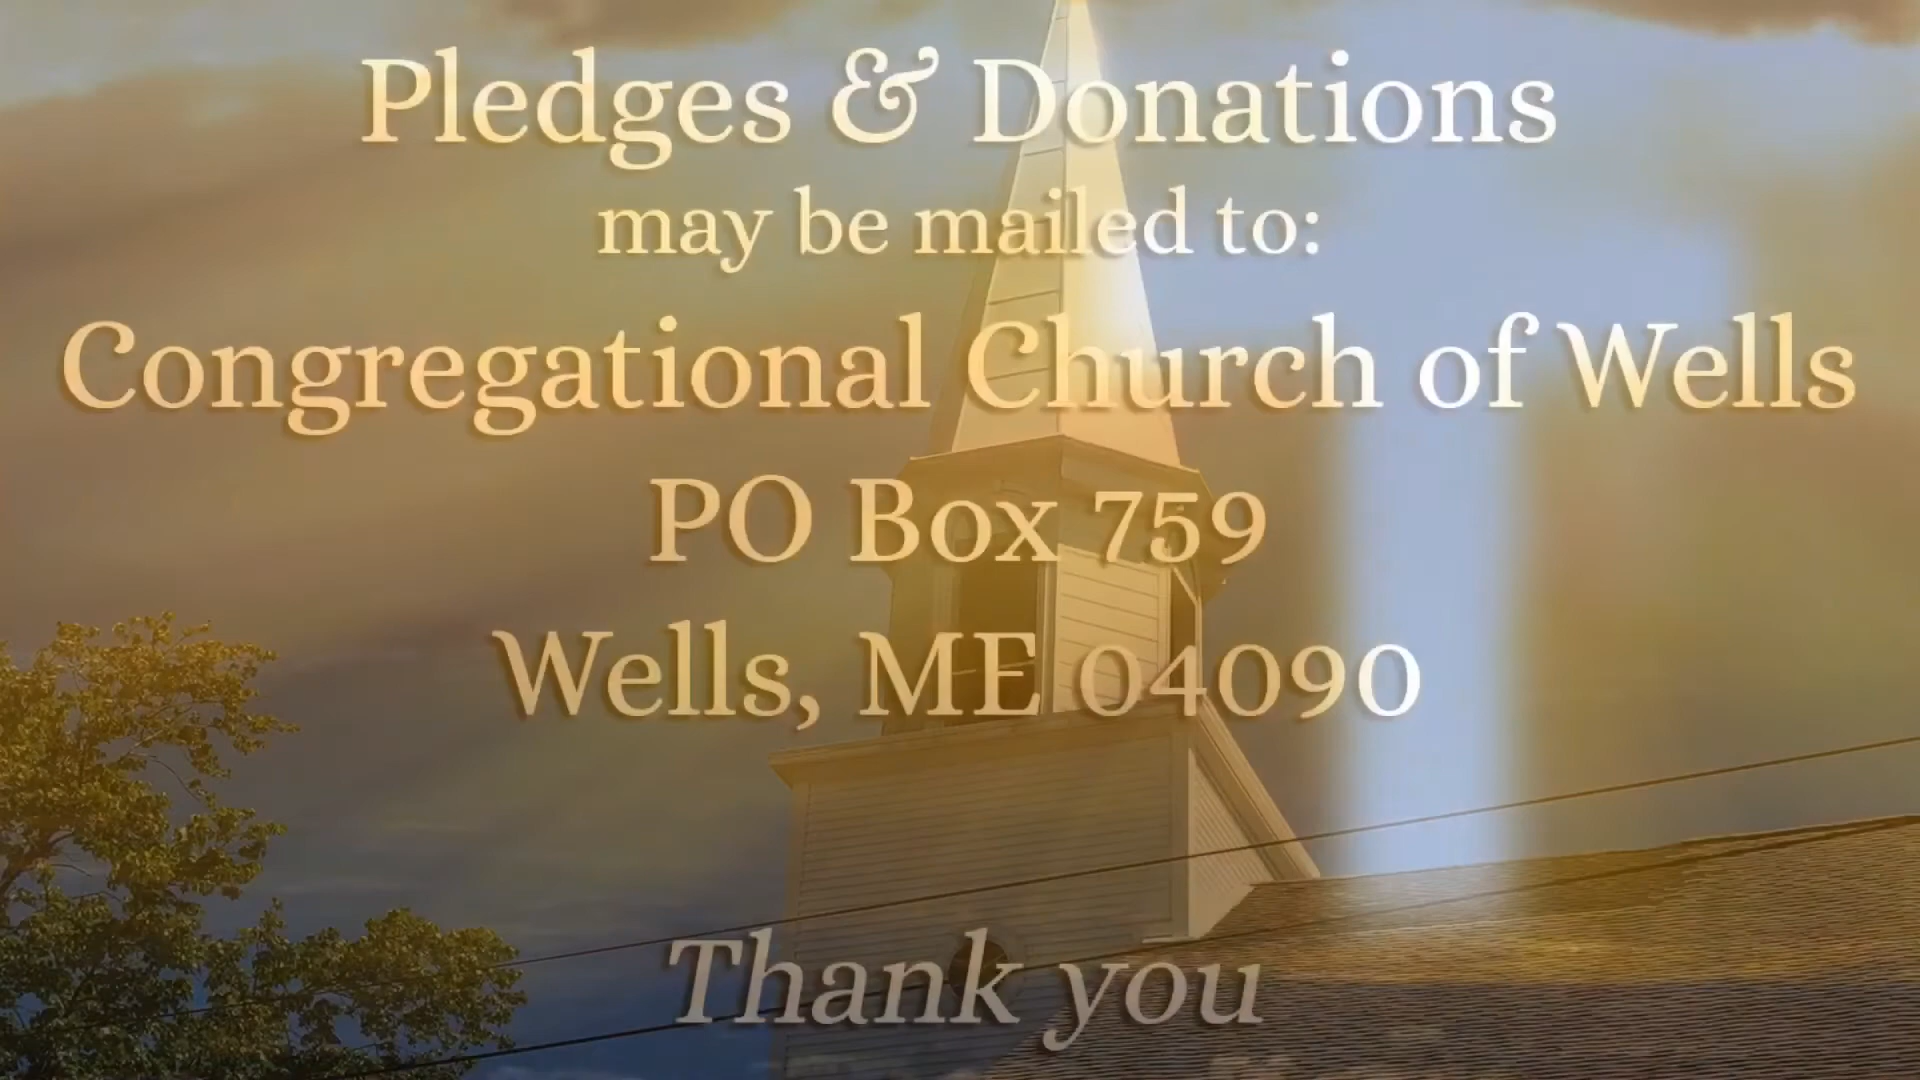 Pledges & Donations
may be mailed to:
Congregational Church of Wells
PO Box 759
Wells, ME 04090
Thank you